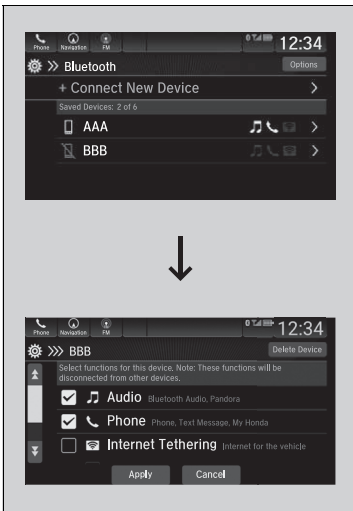 Phone Navigation FM 12:34
Bluetooth Options
+ Connect New Device
Saved Devices: 2 of 6
AAA
BBB
Phone Navigation FM 12:34
BBB Delete Device
Select functions for this device. Note: These functions will be
disconnected from other devices.
Audio Bluetooth Audio, Pandora
Phone Phone, Text Message, My Honda
Internet Tethering Internet for the vehicle
Apply Cancel